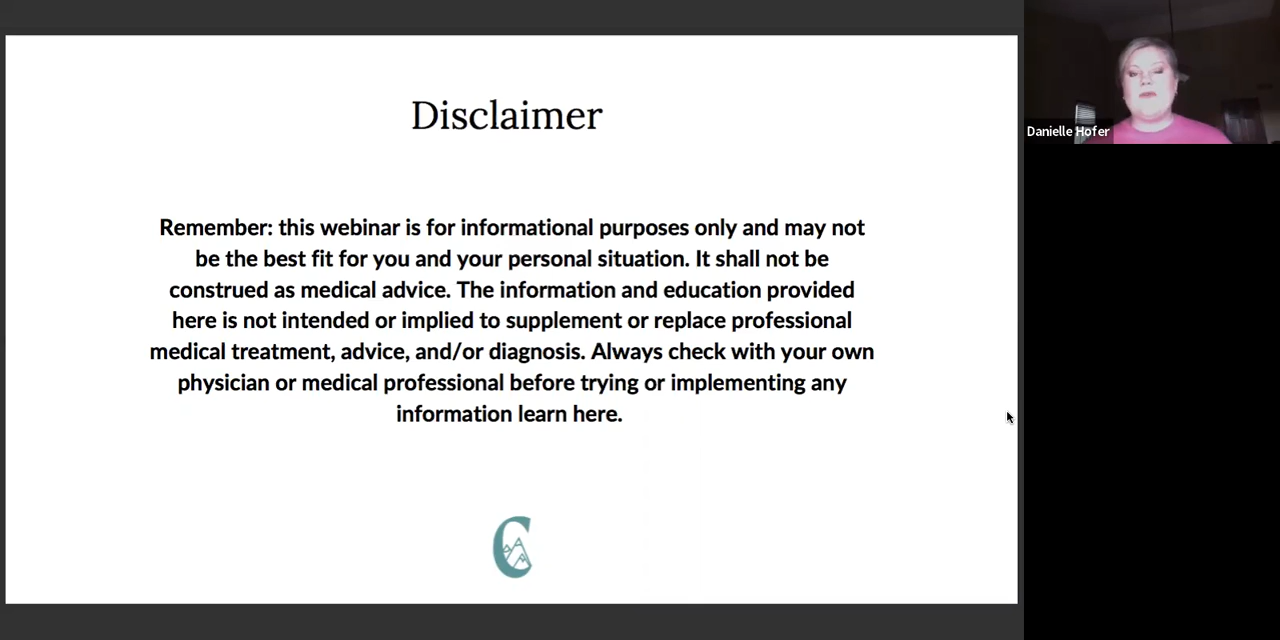 Disclaimer
Remember: this webinar is for informational purposes only and may not
be the best fit for you and your personal situation. It shall not be
construed as medical advice. The information and education provided
here is not intended or implied to supplement or replace professional
medical treatment, advice, and/or diagnosis. Always check with your own
physician or medical professional before trying or implementing any
information learn here.
C
Danielle Hofer